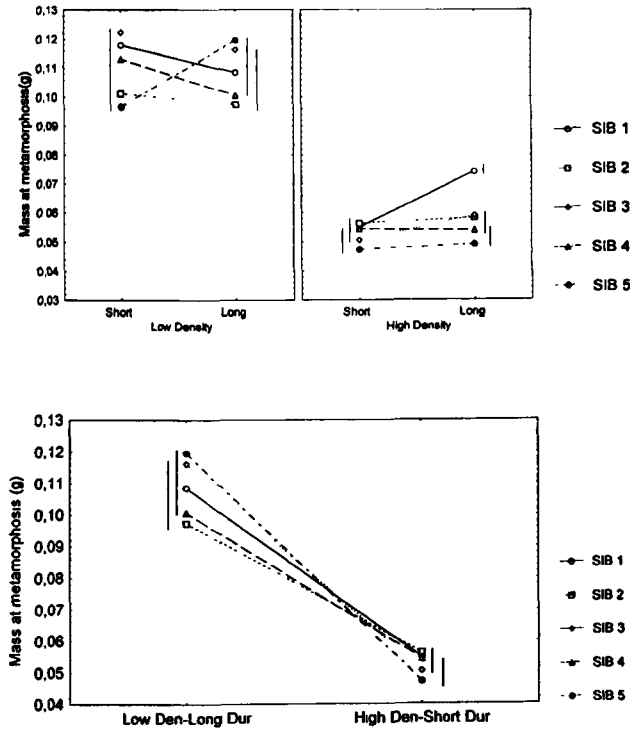 0,13
0,12
0,11
0,10
0,09
0,08
0,07
0,06
0,05
0,04
0,03
Mass at metamorphosis(g)
Short
Long
Low Density
Short
Long
High Density
SIB 1
SIB 2
SIB 3
SIB 4
SIB 5
0,13
0,12
0,11
0,10
0,09
0,08
0,07
0,06
0,05
0,04
Mass at metamorphosis (g)
Low Den-Long Dur
High Den-Short Dur
SIB 1
SIB 2
SIB 3
SIB 4
SIB 5